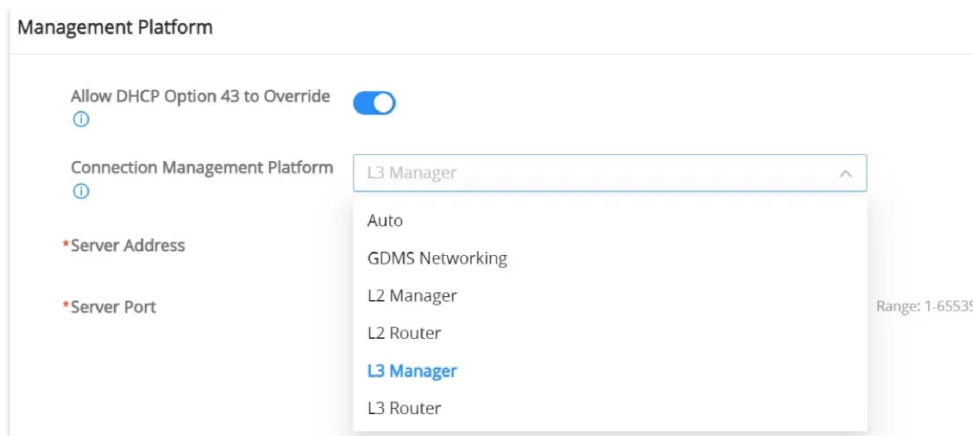 Management Platform
Allow DHCP Option 43 to Override
Connection Management Platform
L3 Manager
Auto
*Server Address
GDMS Networking
L2 Manager
*Server Port
Range: 1-65535
L2 Router
L3 Manager
L3 Router